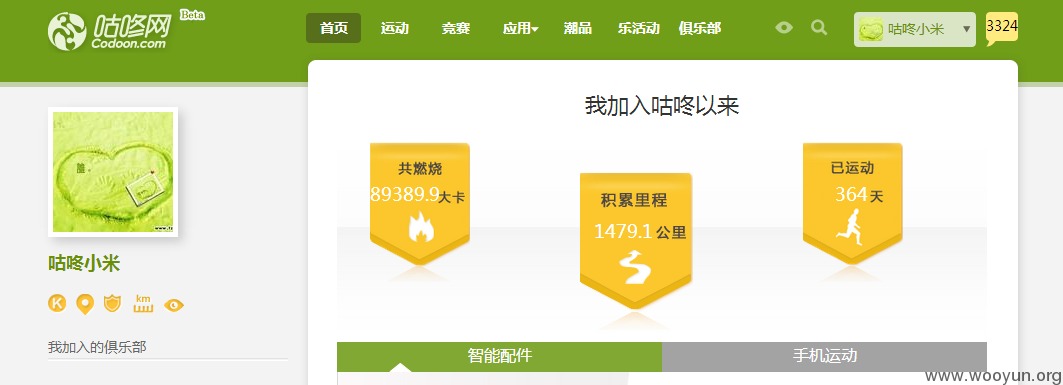 咕咚网 Beta
Codoon.com
首页 运动 竞赛 应用 潮品 乐活动 俱乐部 咕咚小米 3324
我加入咕咚以来
共燃烧
89389.9大卡
积累里程
1479.1 公里
已运动
364 天
咕咚小米
K
km
我加入的俱乐部
智能配件 手机运动
www.wooyun.org